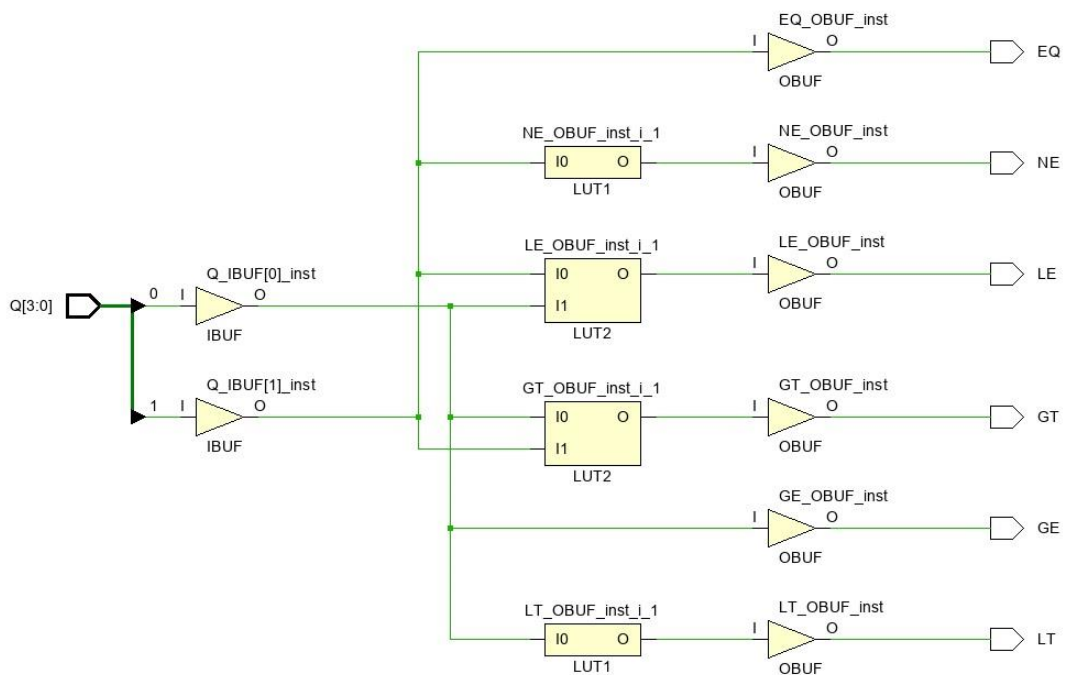 EQ_OBUF_inst
I
O
EQ
OBUF
NE_OBUF_inst_i_1
NE_OBUF_inst
I0
O
I
O
NE
LUT1
OBUF
LE_OBUF_inst_i_1
LE_OBUF_inst
I0
O
I
O
LE
I1
OBUF
LUT2
Q_IBUF[0]_inst
Q[3:0]
0
I
O
IBUF
Q_IBUF[1]_inst
1
I
O
IBUF
GT_OBUF_inst_i_1
GT_OBUF_inst
I0
O
I
O
GT
I1
OBUF
LUT2
GE_OBUF_inst
I
O
GE
OBUF
LT_OBUF_inst_i_1
LT_OBUF_inst
I0
O
I
O
LT
LUT1
OBUF